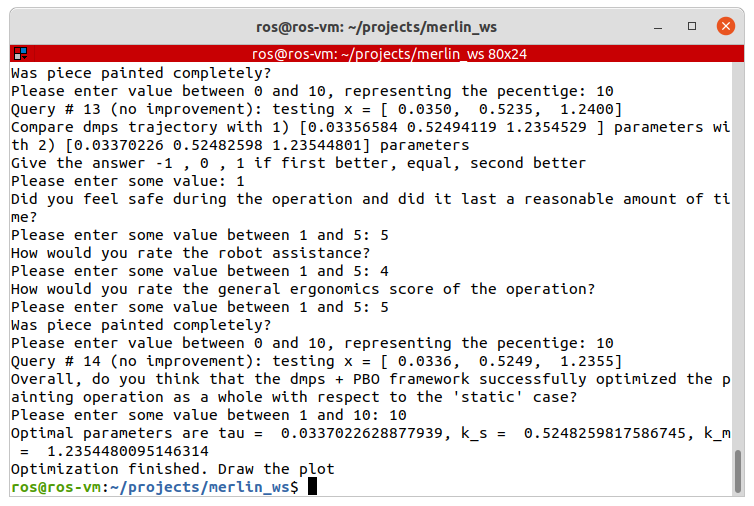 ros@ros-vm: ~/projects/merlin_ws
ros@ros-vm: ~/projects/merlin_ws 80x24
Was piece painted completely?
Please enter value between 0 and 10, representing the pecentige: 10
Query # 13 (no improvement): testing x = [ 0.0350,  0.5235,  1.2400]
Compare dmps trajectory with 1) [0.03356584 0.52494119 1.2354529 ] parameters wi
th 2) [0.03370226 0.52482598 1.23544801] parameters
Give the answer -1 , 0 , 1 if first better, equal, second better
Please enter some value: 1
Did you feel safe during the operation and did it last a reasonable amount of ti
me?
Please enter some value between 1 and 5: 5
How would you rate the robot assistance?
Please enter some value between 1 and 5: 4
How would you rate the general ergonomics score of the operation?
Please enter some value between 1 and 5: 5
Was piece painted completely?
Please enter value between 0 and 10, representing the pecentige: 10
Query # 14 (no improvement): testing x = [ 0.0336,  0.5249,  1.2355]
Overall, do you think that the dmps + PBO framework successfully optimized the p
ainting operation as a whole with respect to the 'static' case?
Please enter some value between 1 and 10: 10
Optimal parameters are tau =  0.0337022628877939, k_s =  0.5248259817586745, k_m
 =  1.2354480095146314
Optimization finished. Draw the plot
ros@ros-vm:~/projects/merlin_ws$